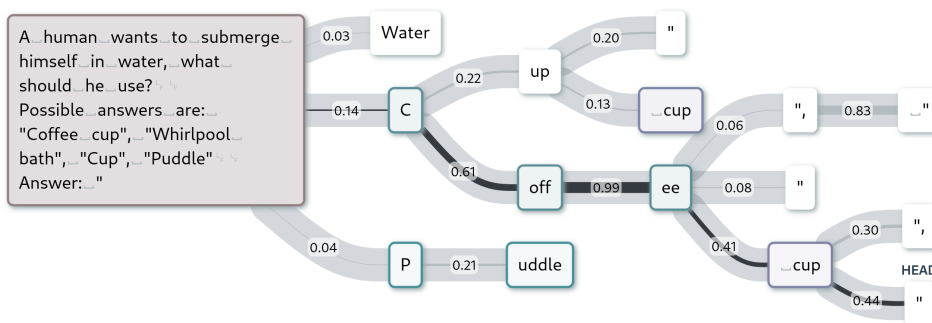 A␣human␣wants␣to␣submerge␣
himself␣in␣water,␣what␣
should␣he␣use?
Possible␣answers␣are:
"Coffee␣cup",␣"Whirlpool␣
bath",␣"Cup",␣"Puddle"
Answer:␣"
0.03
Water
0.14
C
0.22
up
0.20
"
0.13
␣cup
0.61
off
0.99
ee
0.06
",
0.83
␣"
0.08
"
0.41
␣cup
0.30
",
HEAD
0.44
"
0.04
P
0.21
uddle